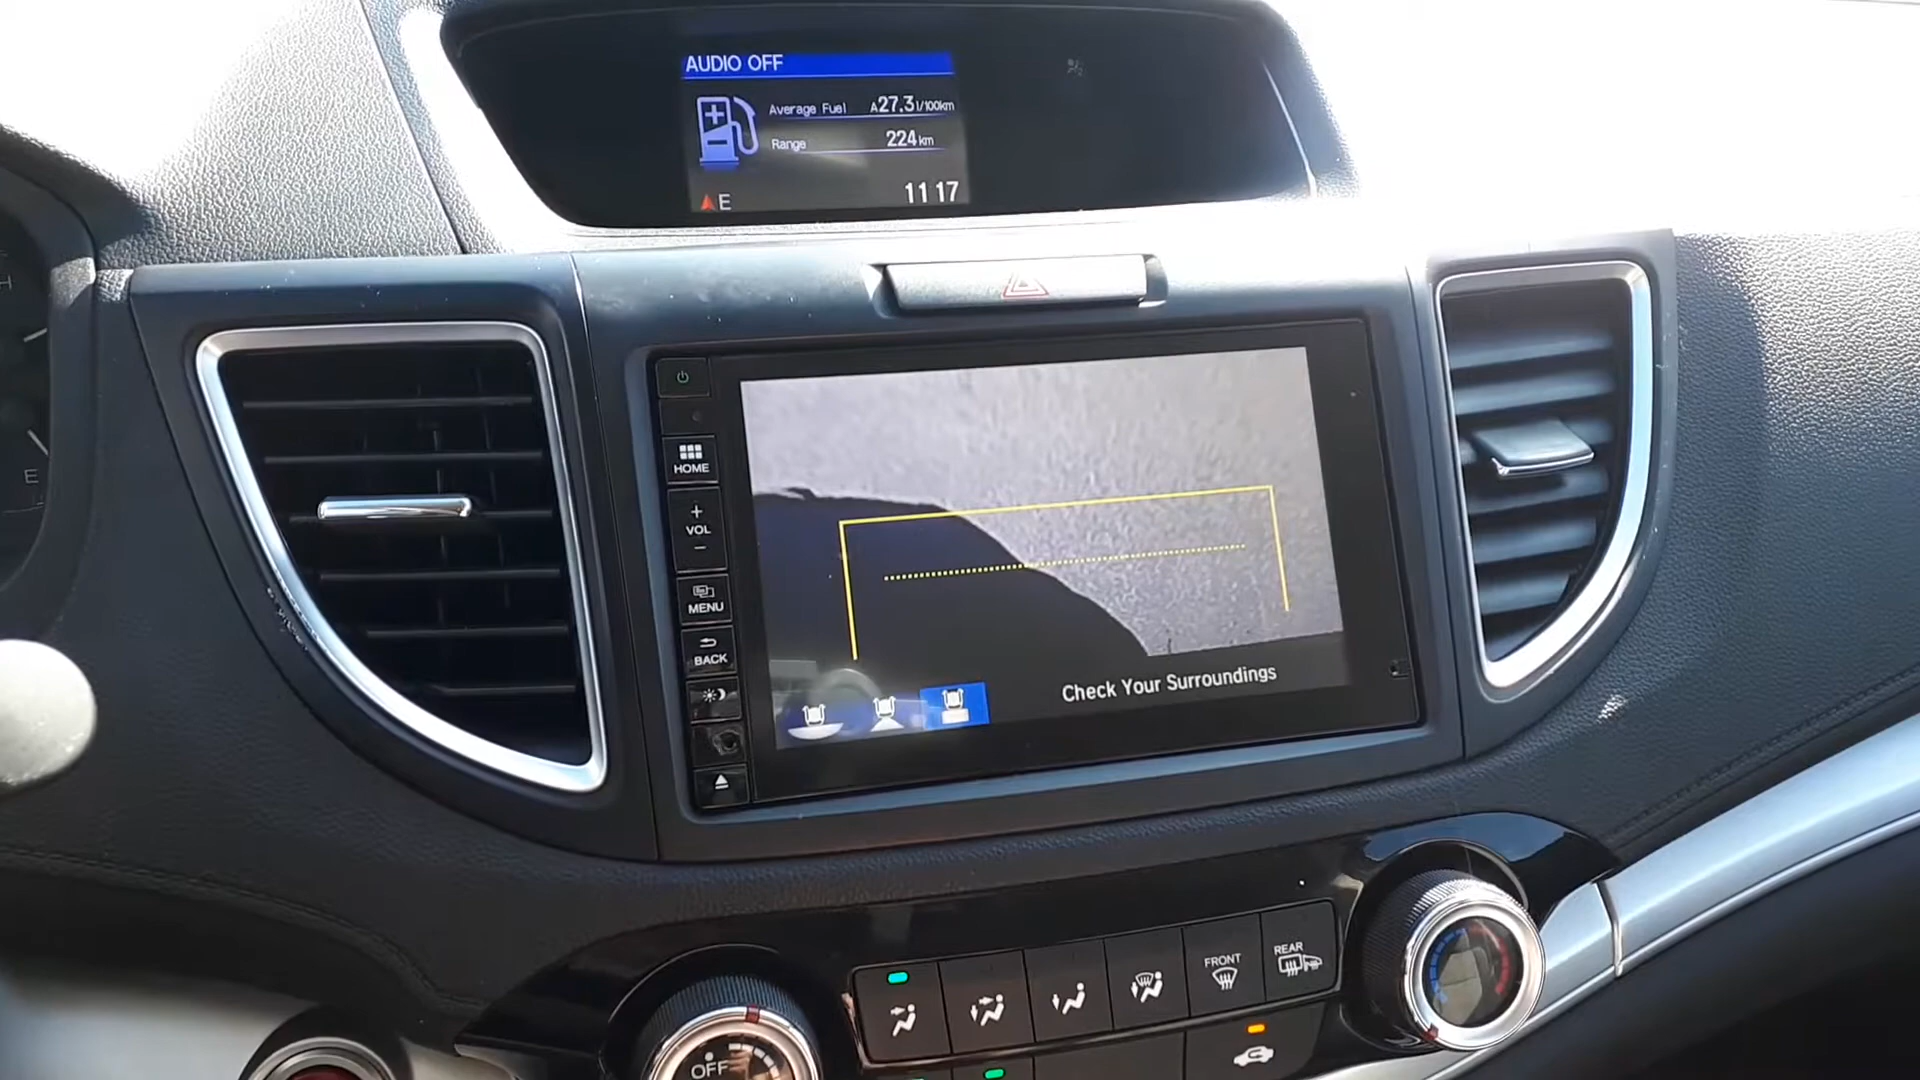 AUDIO OFF
Average Fuel A27,3 l/100km
Range 224 km
E
11 17
H
E
HOME
+
VOL
−
MENU
BACK
Check Your Surroundings
FRONT
REAR
OFF